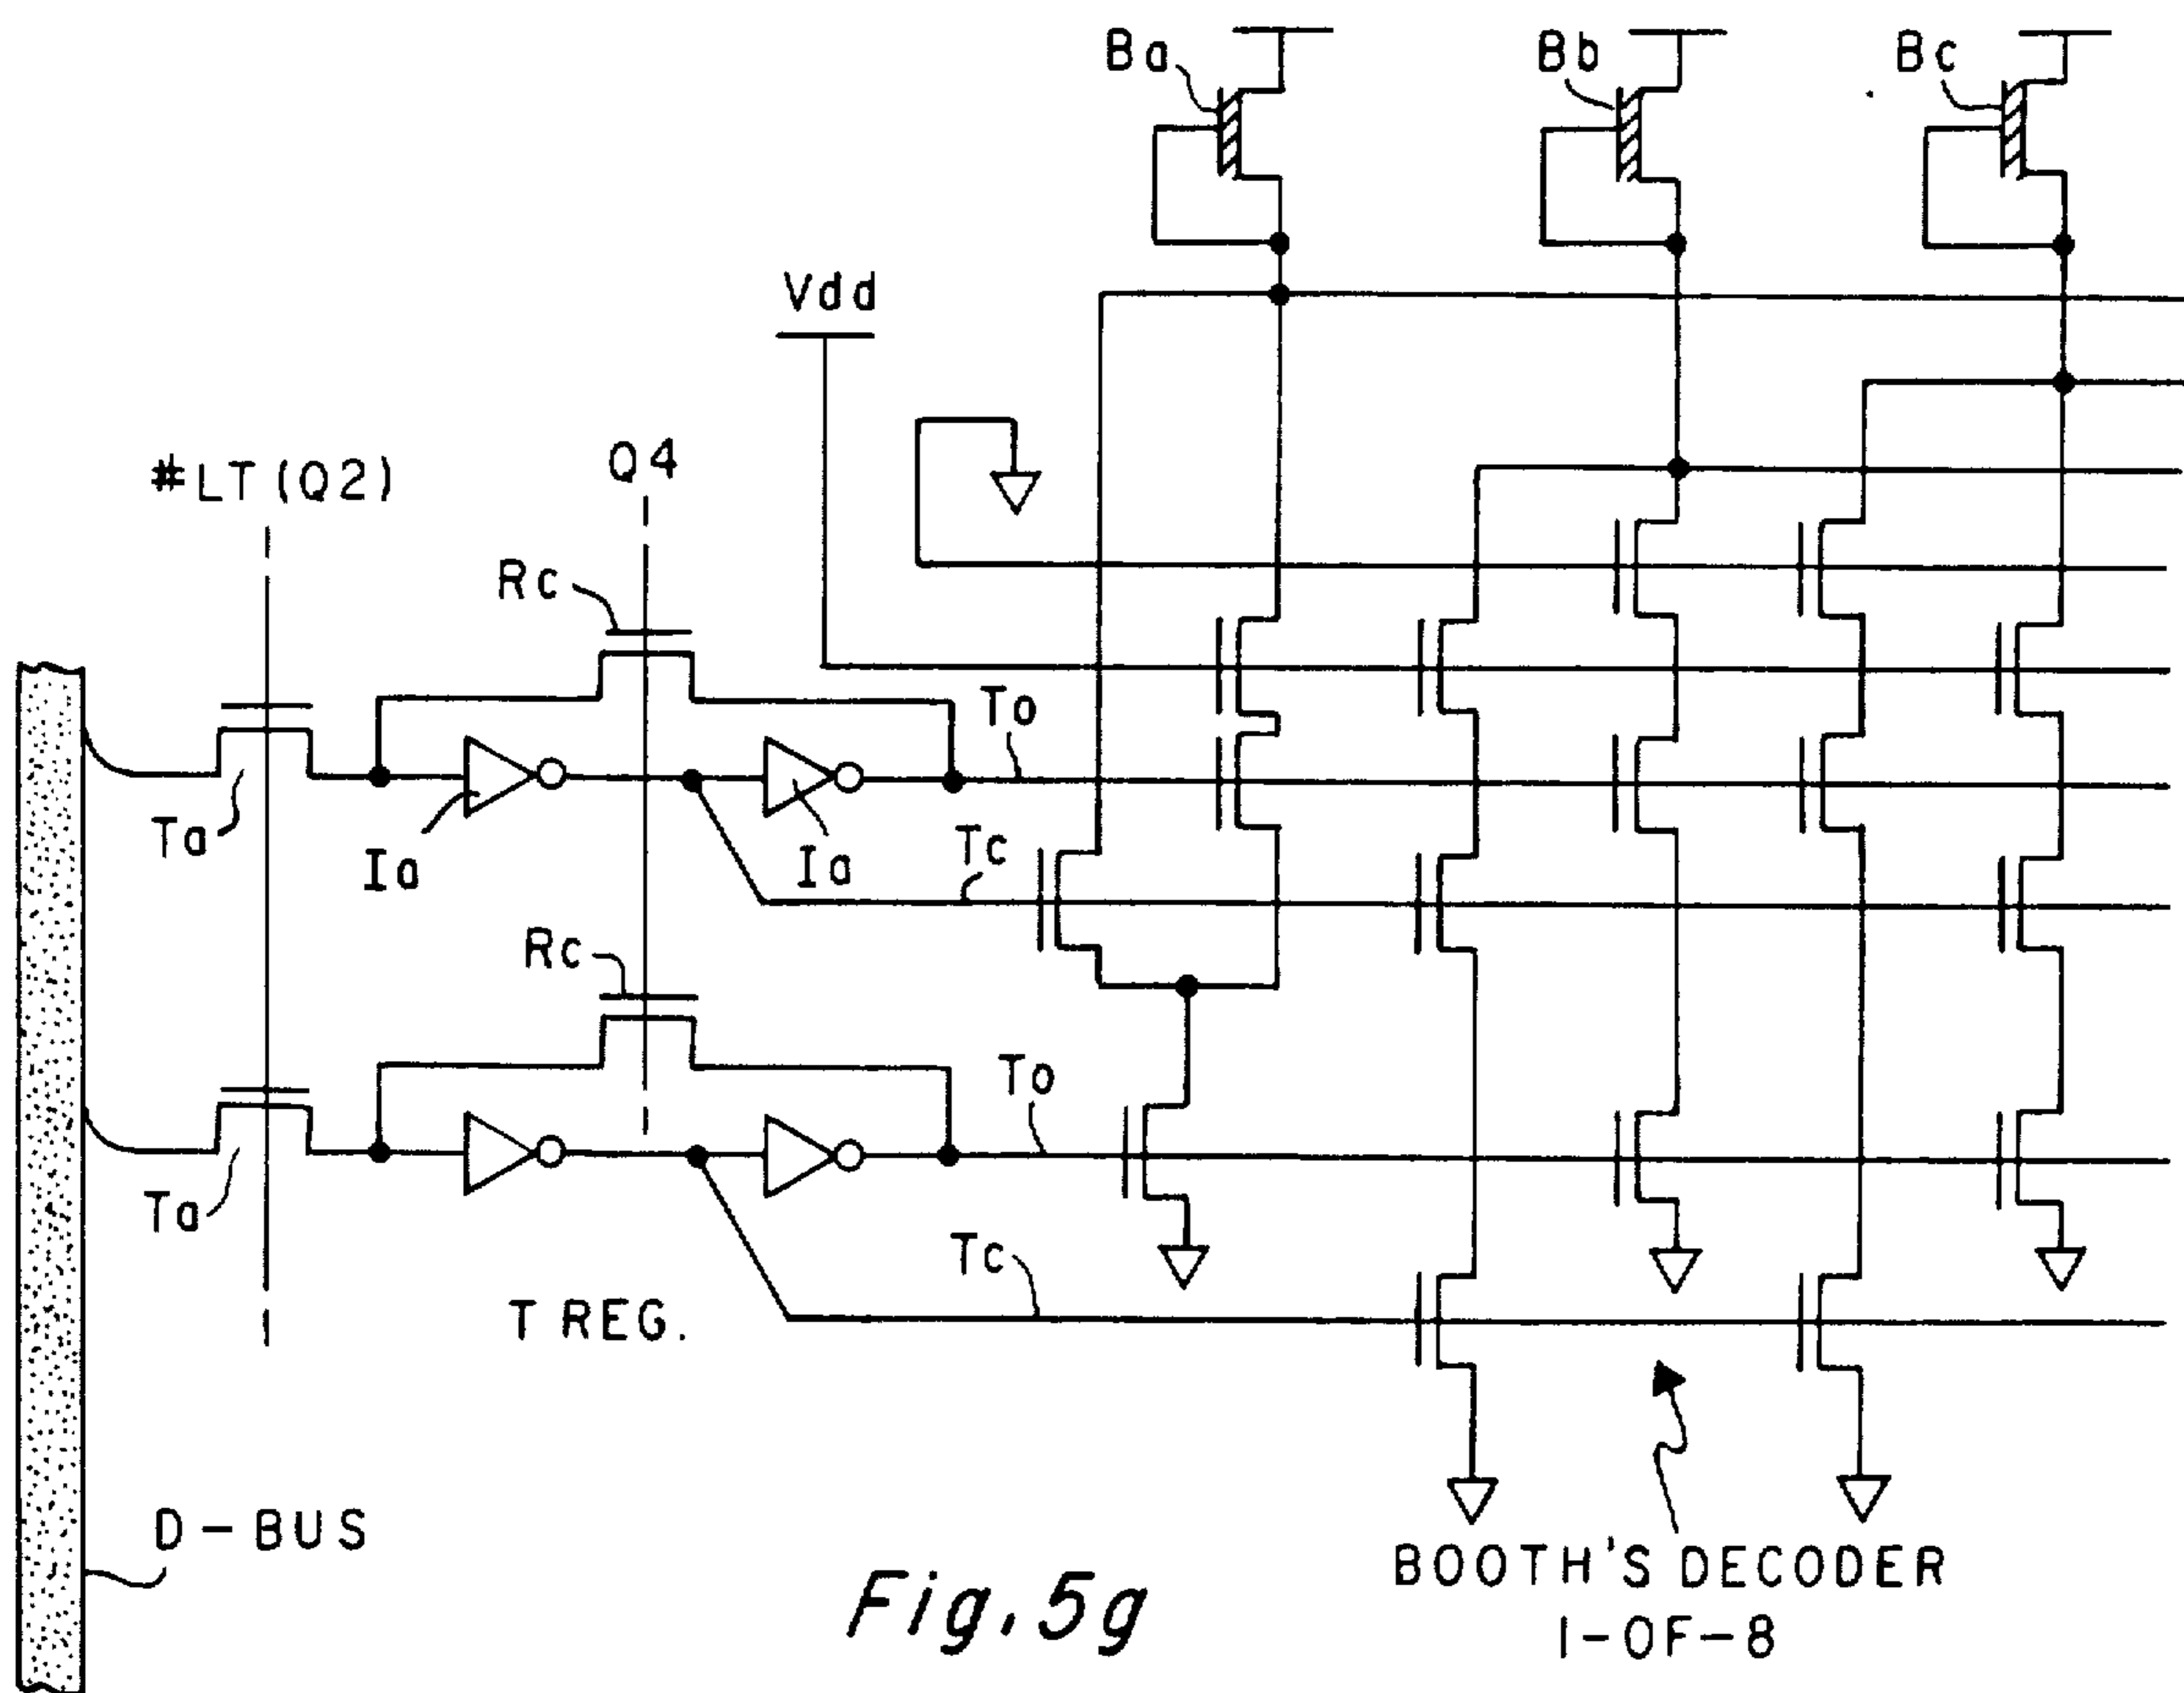 Ba
Bb
Bc
Vdd
#LT(Q2)
Q4
Rc
To
Ta
Ia
Ia
Tc
Rc
To
Ta
Tc
T REG.
D-BUS
BOOTH'S DECODER
1-OF-8
Fig. 5g